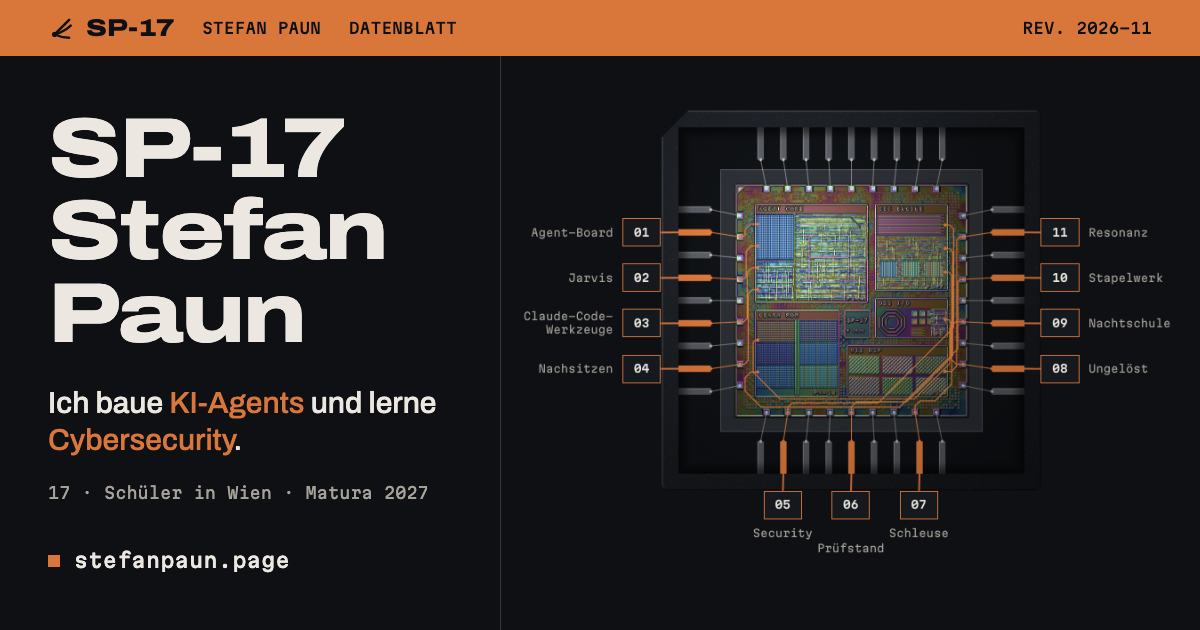 SP-17 STEFAN PAUN DATENBLATT REV. 2026-11
SP-17
Stefan
Paun
Ich baue KI-Agents und lerne
Cybersecurity.
17 · Schüler in Wien · Matura 2027
stefanpaun.page
Agent-Board 01
Jarvis 02
Claude-Code-
Werkzeuge 03
Nachsitzen 04
05 Security
06 Prüfstand
07 Schleuse
11 Resonanz
10 Stapelwerk
09 Nachtschule
08 Ungelöst